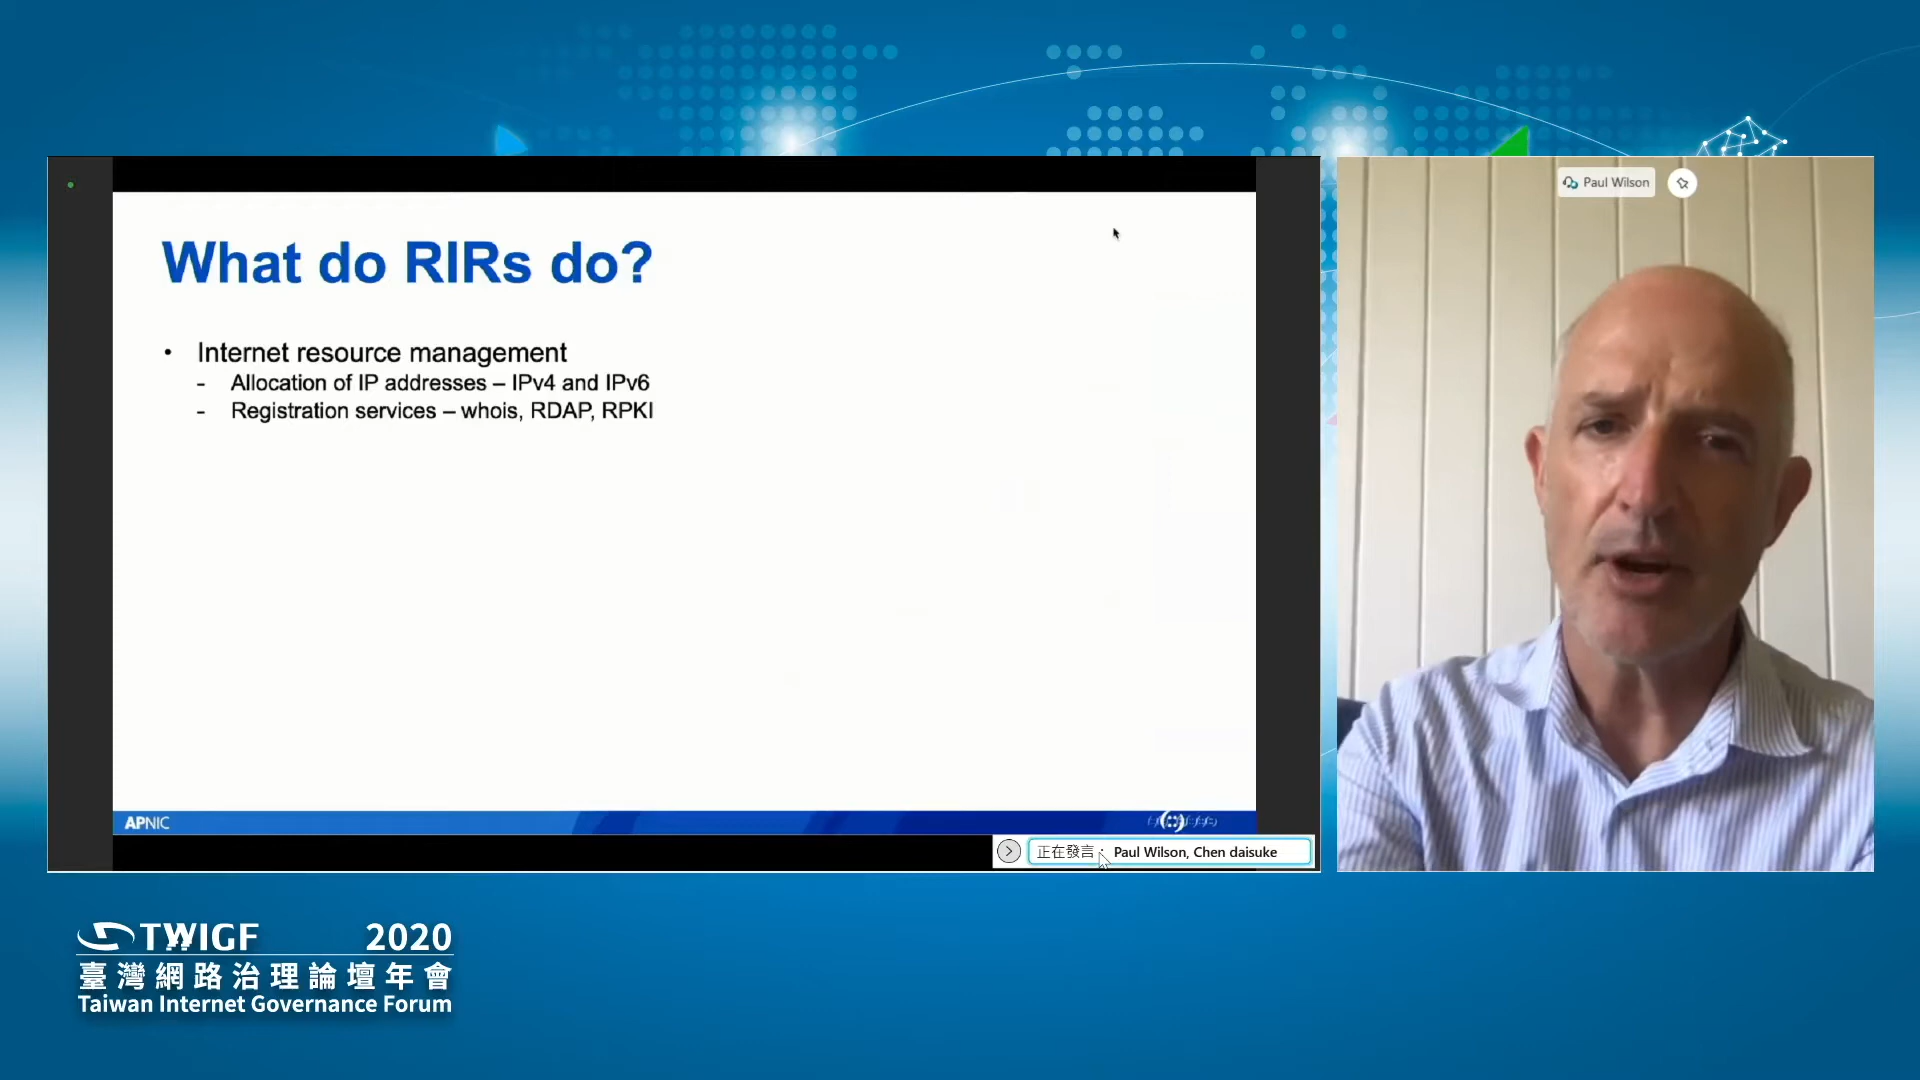 What do RIRs do?
• Internet resource management
- Allocation of IP addresses – IPv4 and IPv6
- Registration services – whois, RDAP, RPKI
APNIC
正在發言： Paul Wilson, Chen daisuke
Paul Wilson
TWIGF 2020
臺灣網路治理論壇年會
Taiwan Internet Governance Forum